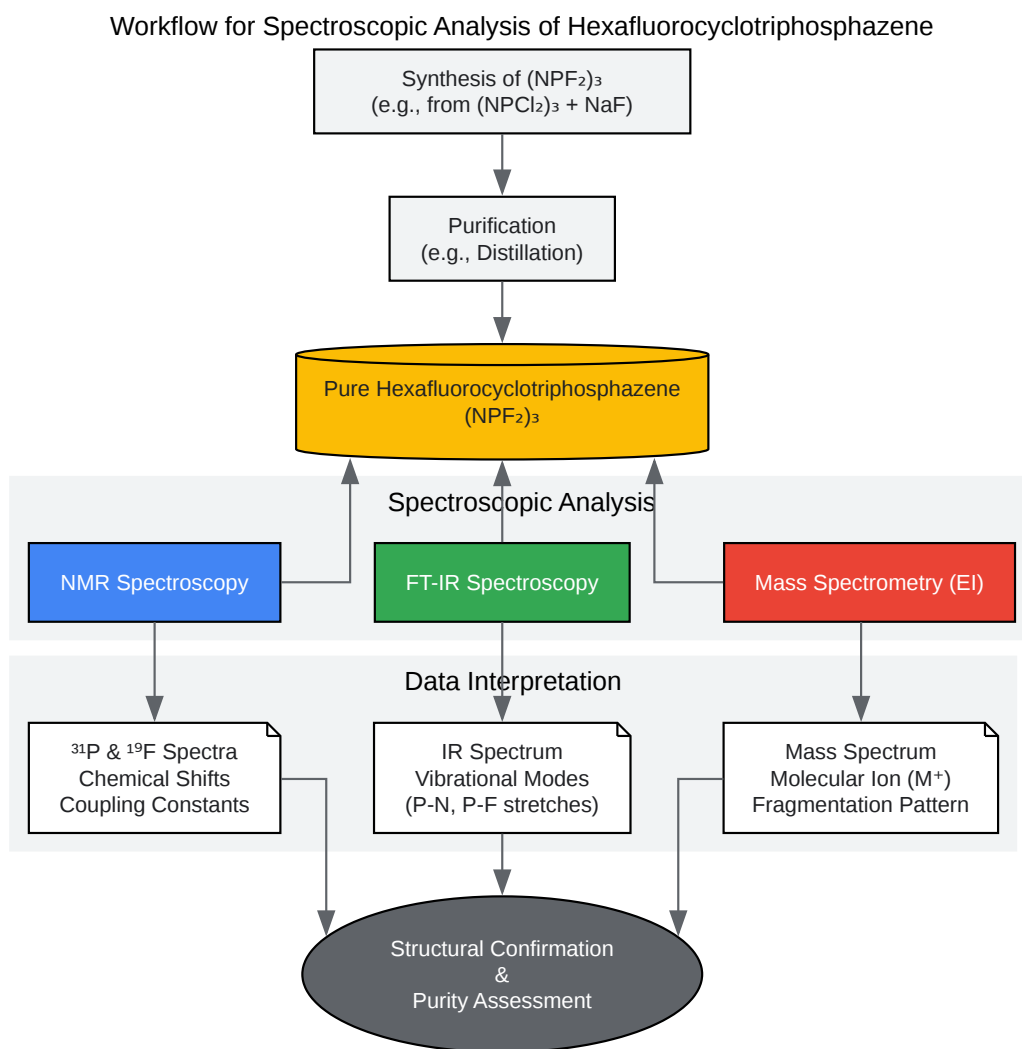 Workflow for Spectroscopic Analysis of Hexafluorocyclotriphosphazene
Synthesis of (NPF₂)₃
(e.g., from (NPCl₂)₃ + NaF)
Purification
(e.g., Distillation)
Pure Hexafluorocyclotriphosphazene
(NPF₂)₃
Spectroscopic Analysis
NMR Spectroscopy
FT-IR Spectroscopy
Mass Spectrometry (EI)
Data Interpretation
³¹P & ¹⁹F Spectra
Chemical Shifts
Coupling Constants
IR Spectrum
Vibrational Modes
(P-N, P-F stretches)
Mass Spectrum
Molecular Ion (M⁺)
Fragmentation Pattern
Structural Confirmation
&
Purity Assessment